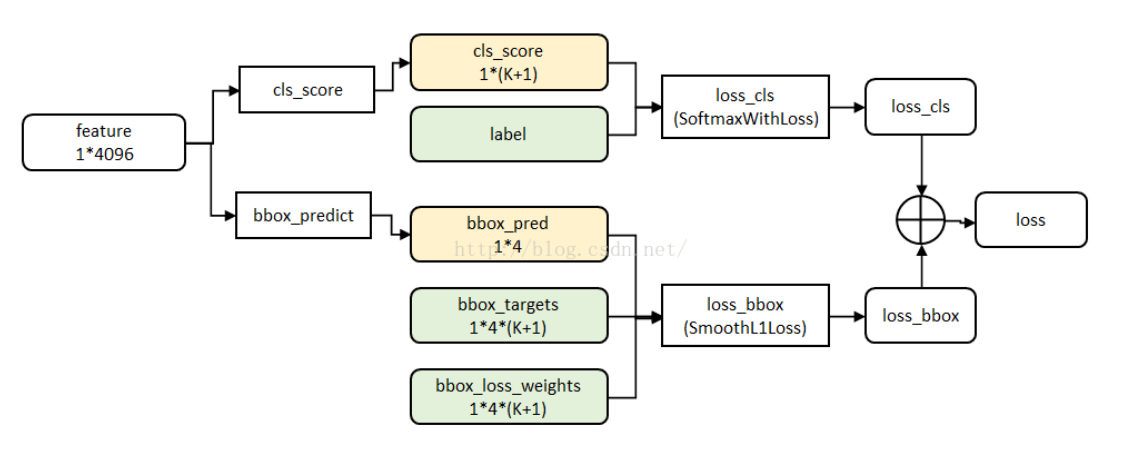 feature
1*4096
cls_score
bbox_predict
cls_score
1*(K+1)
label
bbox_pred
1*4
http://blog.csdn.net/
bbox_targets
1*4*(K+1)
bbox_loss_weights
1*4*(K+1)
loss_cls
(SoftmaxWithLoss)
loss_bbox
(SmoothL1Loss)
loss_cls
loss_bbox
loss